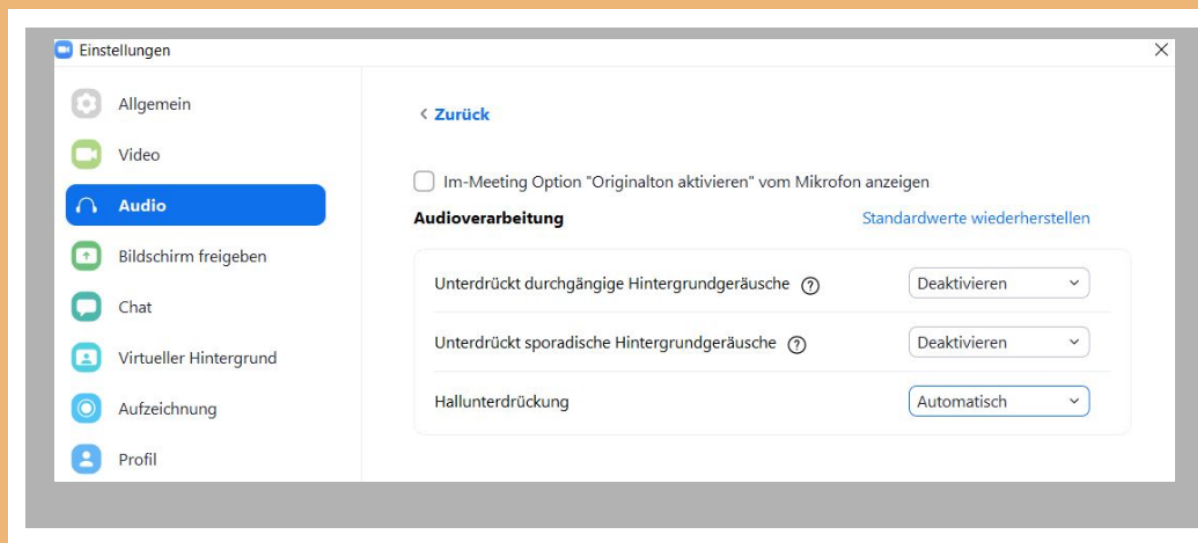 Einstellungen
Allgemein
Video
Audio
Bildschirm freigeben
Chat
Virtueller Hintergrund
Aufzeichnung
Profil
Zurück
Im-Meeting Option "Originalton aktivieren" vom Mikrofon anzeigen
Audioverarbeitung Standardwerte wiederherstellen
Unterdrückt durchgängige Hintergrundgeräusche ? Deaktivieren
Unterdrückt sporadische Hintergrundgeräusche ? Deaktivieren
Hallunterdrückung Automatisch